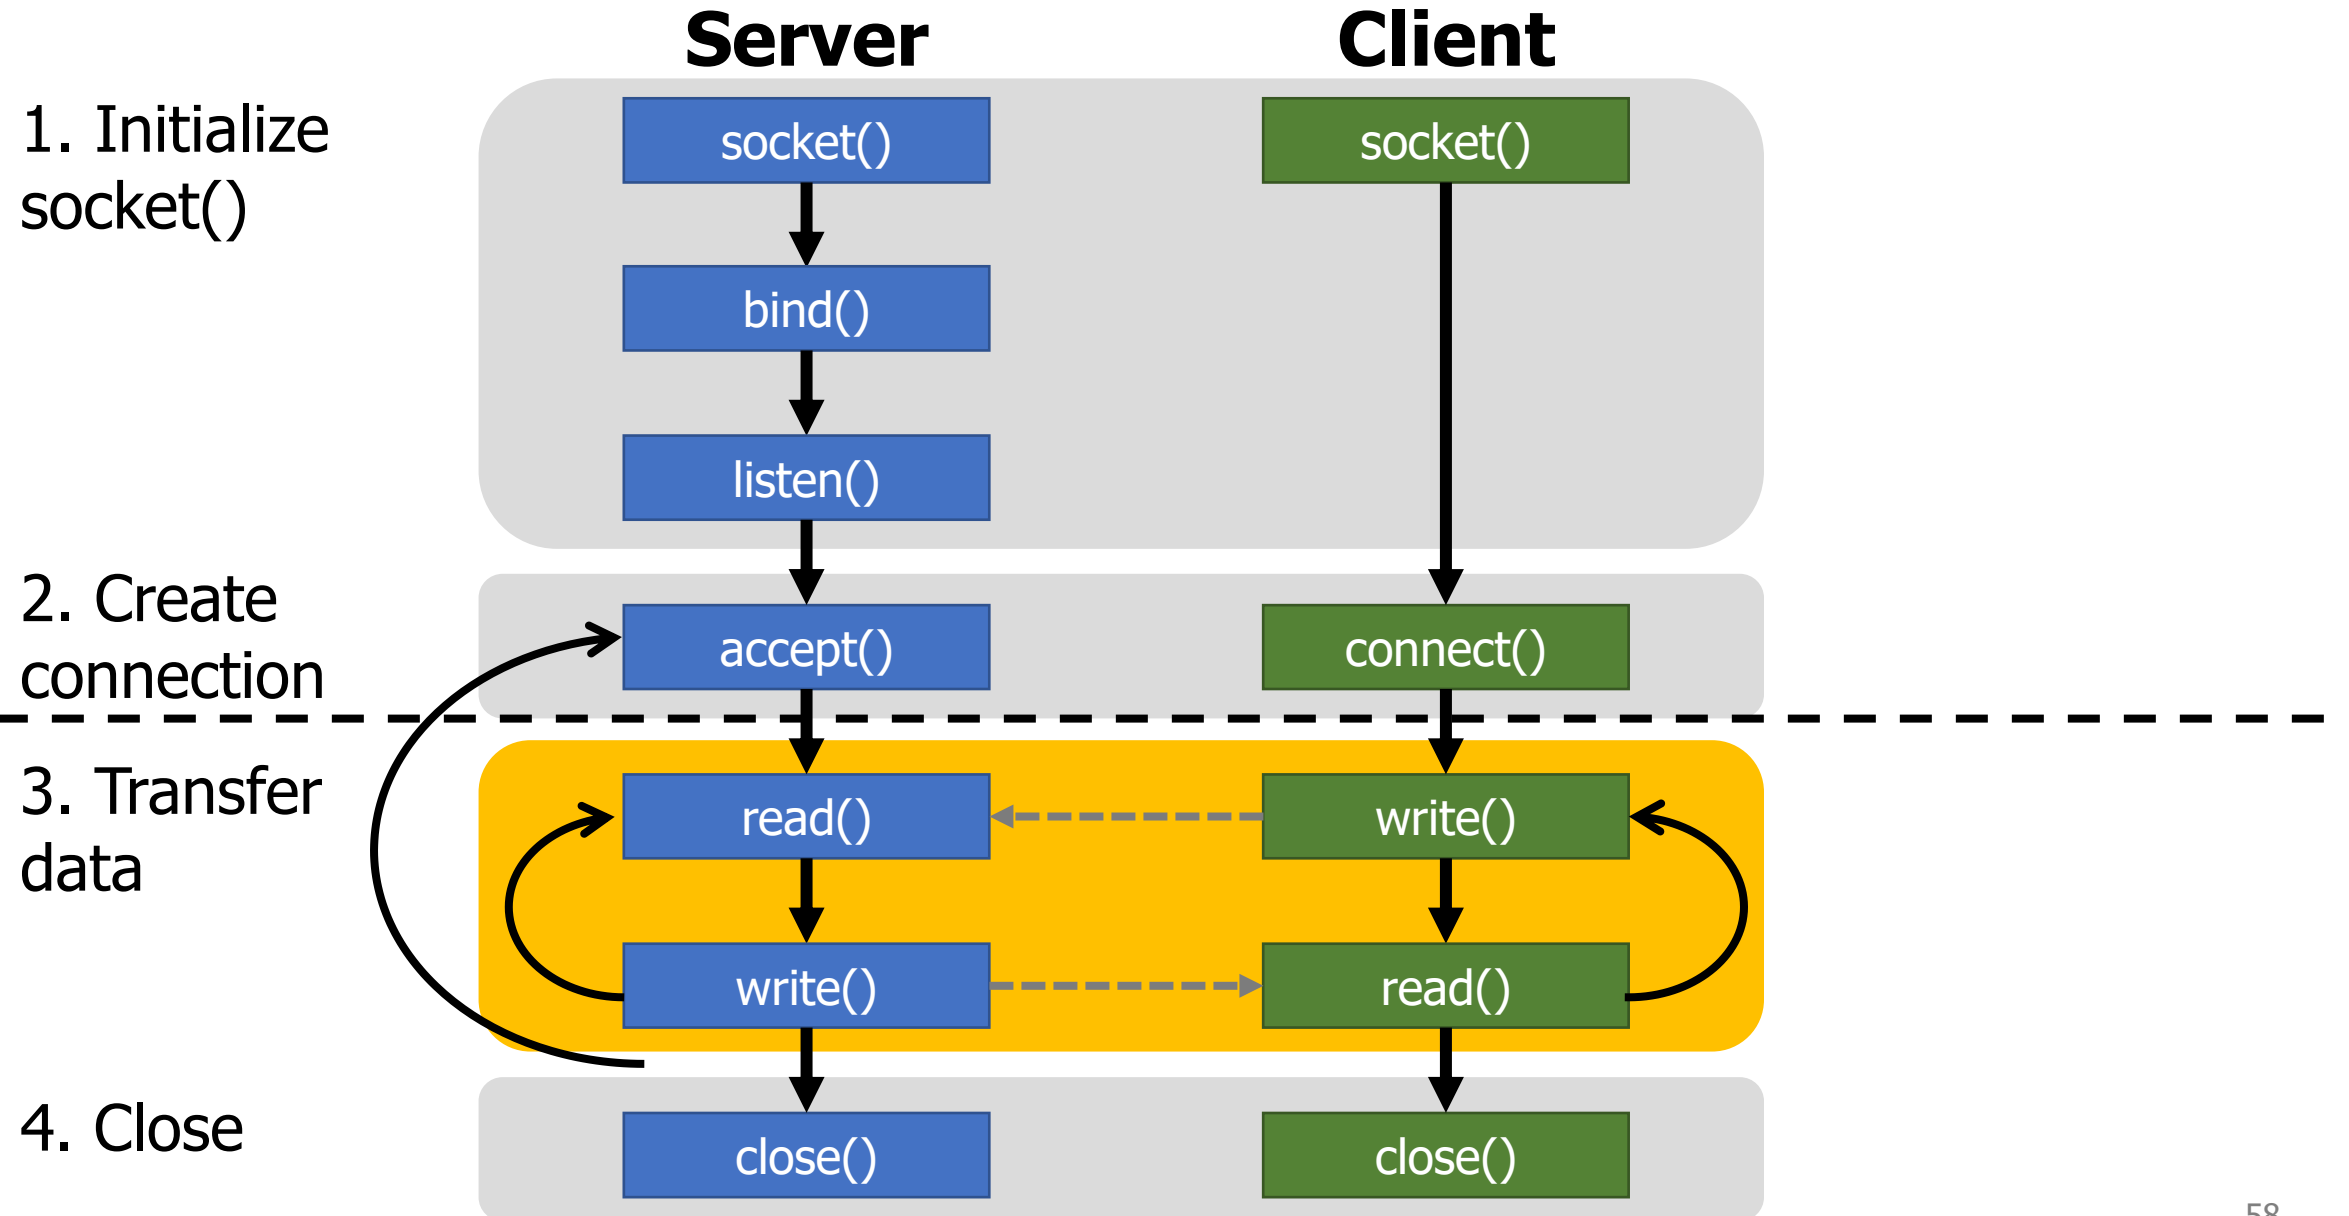 Server
Client
1. Initialize
socket()
socket()
socket()
bind()
listen()
2. Create
connection
accept()
connect()
3. Transfer
data
read()
write()
write()
read()
4. Close
close()
close()
58